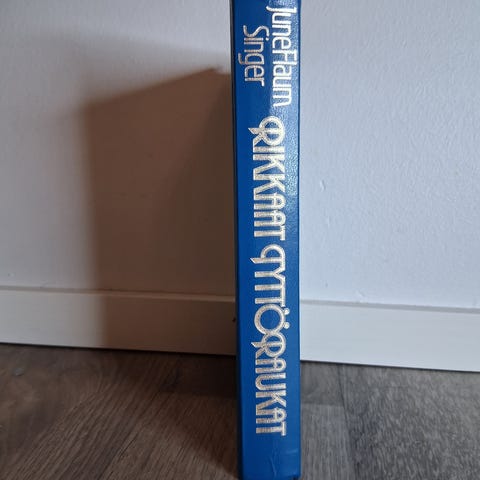 June Flaum
Singer
RIKKAAT TYTTÖRAUKAT